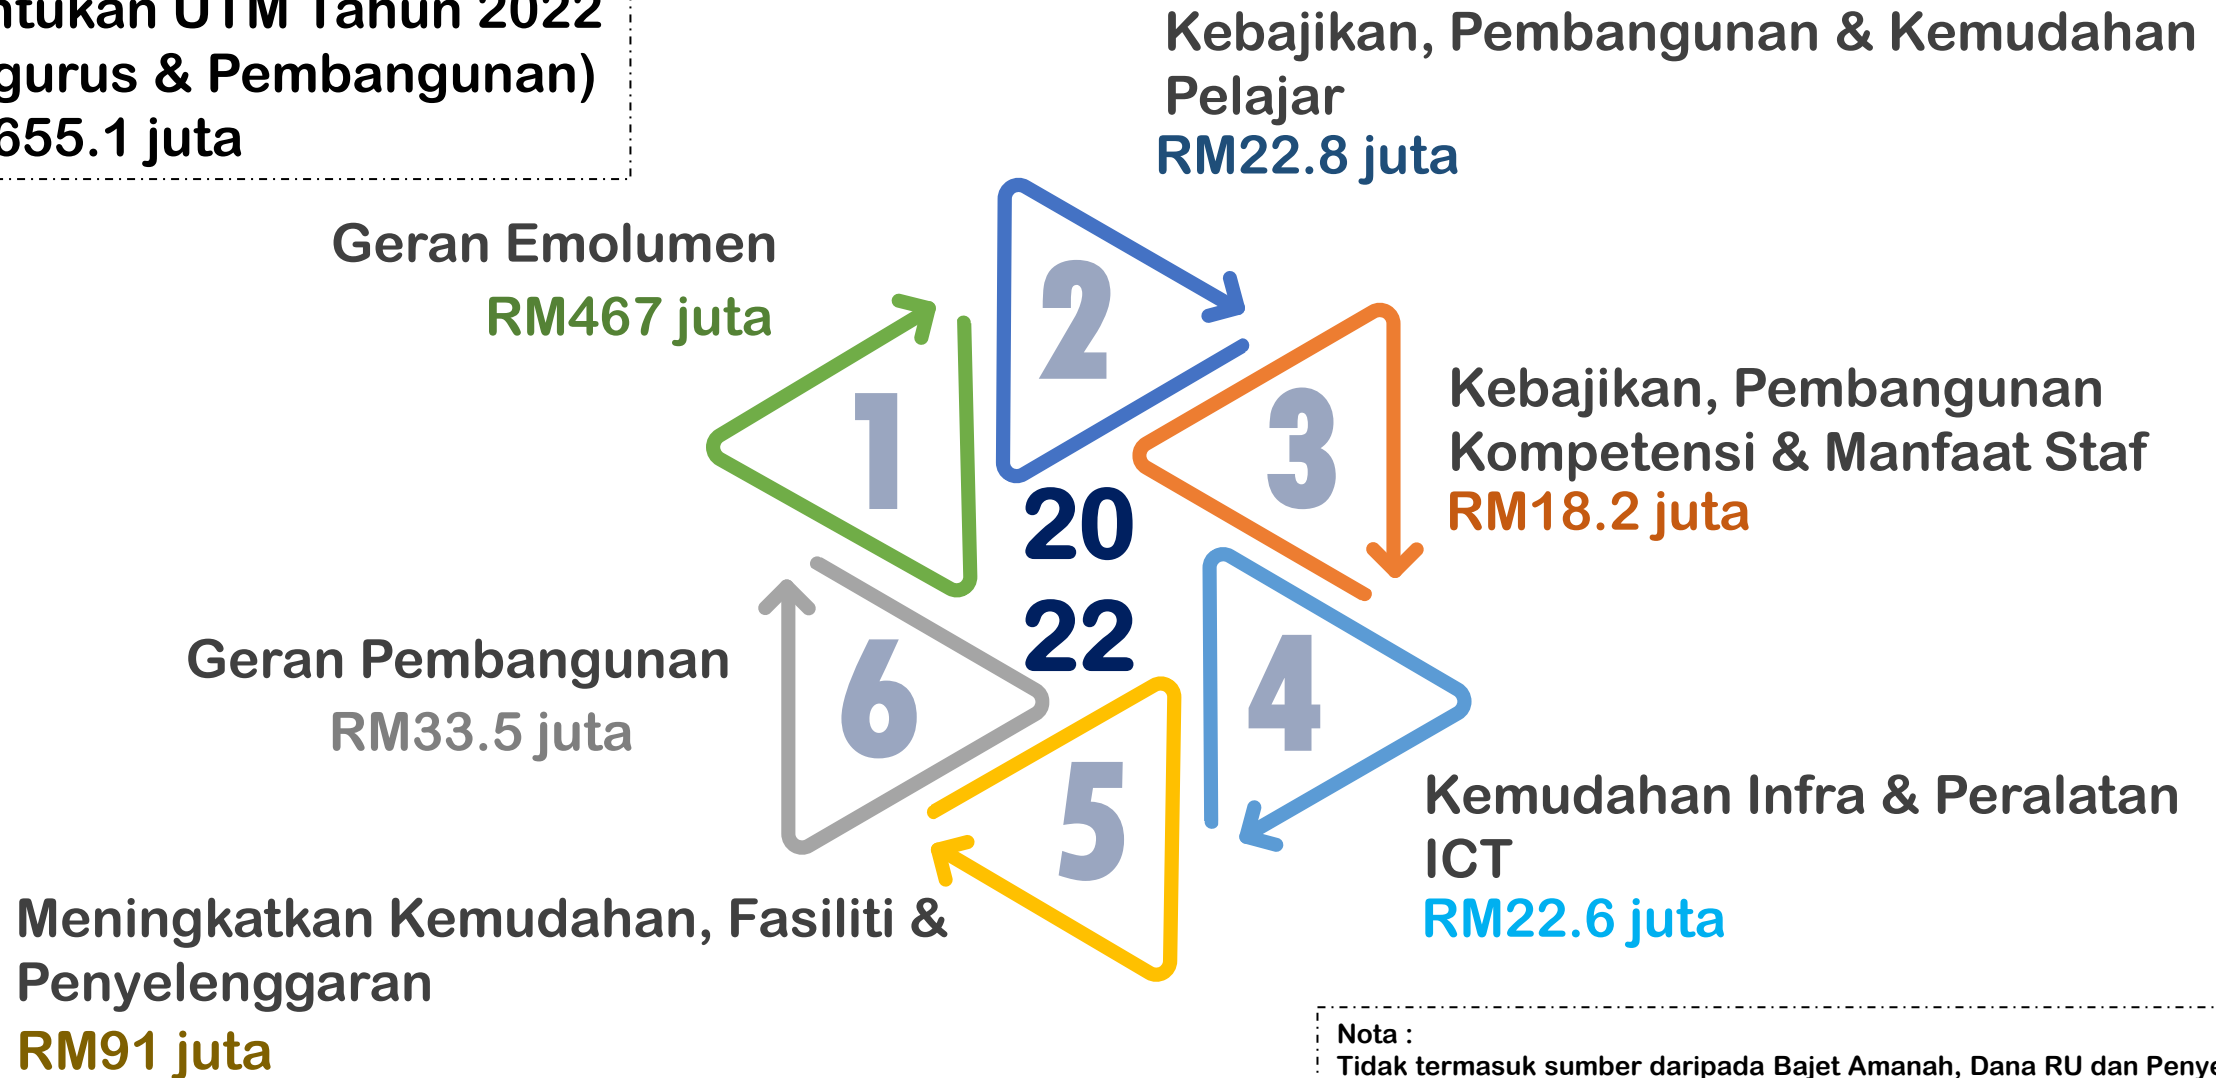 UTM Tahun 2022
& Pembangunan)
655.1 juta
Kebajikan, Pembangunan & Kemudahan
Pelajar
RM22.8 juta
Geran Emolumen
RM467 juta
1
2
3
Kebajikan, Pembangunan
Kompetensi & Manfaat Staf
RM18.2 juta
20
22
4
Kemudahan Infra & Peralatan
ICT
RM22.6 juta
5
Meningkatkan Kemudahan, Fasiliti &
Penyelenggaran
RM91 juta
6
Geran Pembangunan
RM33.5 juta
Nota :
Tidak termasuk sumber daripada Bajet Amanah, Dana RU dan